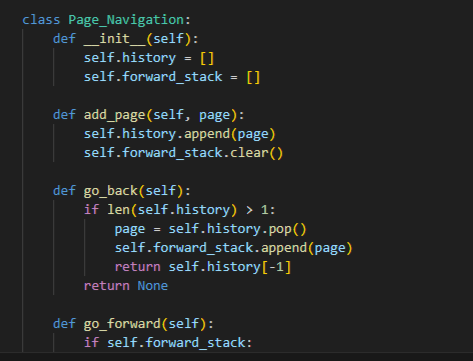 class Page_Navigation:
    def __init__(self):
        self.history = []
        self.forward_stack = []

    def add_page(self, page):
        self.history.append(page)
        self.forward_stack.clear()

    def go_back(self):
        if len(self.history) > 1:
            page = self.history.pop()
            self.forward_stack.append(page)
            return self.history[-1]
        return None

    def go_forward(self):
        if self.forward_stack: